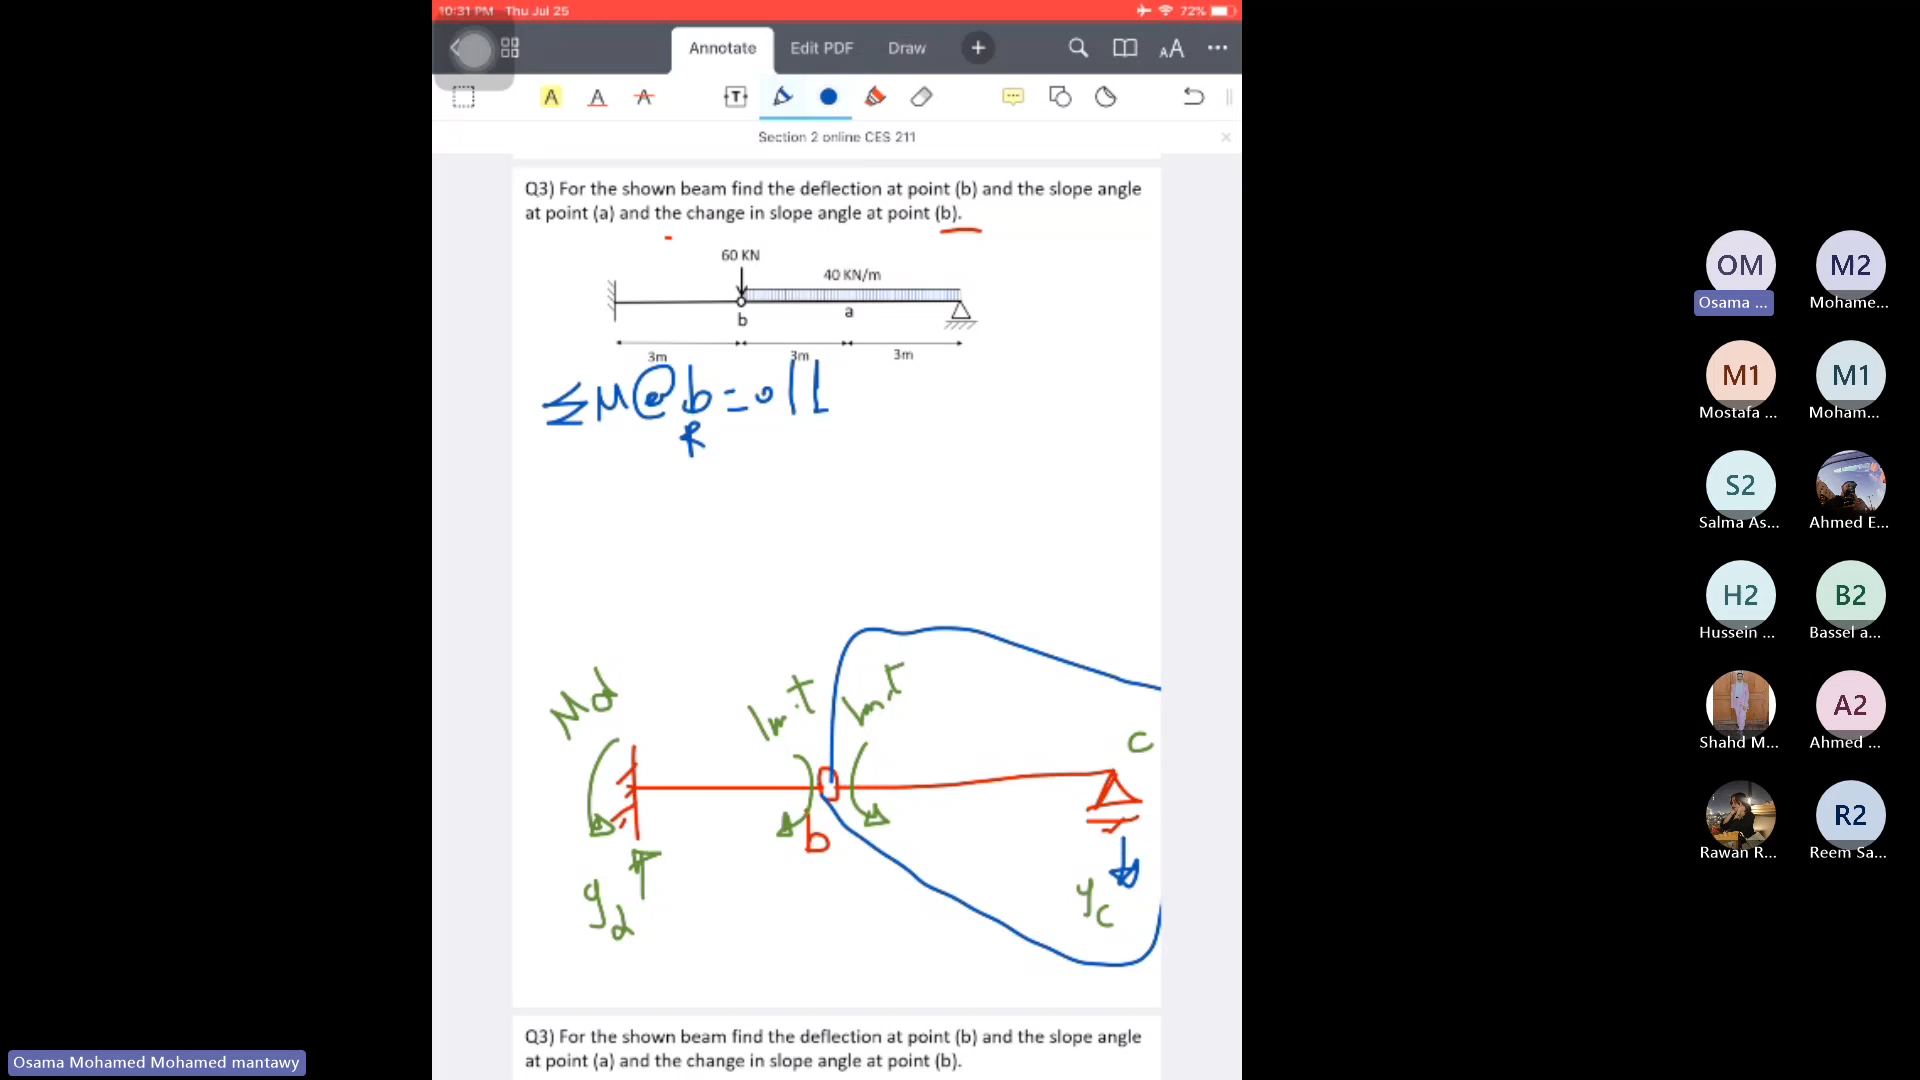 10:31 PM Thu Jul 25
72%
Annotate Edit PDF Draw
AA
A A A T
Section 2 online CES 211
Q3) For the shown beam find the deflection at point (b) and the slope angle
at point (a) and the change in slope angle at point (b).
60 KN
40 KN/m
b a
3m 3m 3m
ΣM@b=0
R
Md 1m.t 1m.t
C
b
yd yc
Q3) For the shown beam find the deflection at point (b) and the slope angle
at point (a) and the change in slope angle at point (b).
OM M2
Osama ... Mohame...
M1 M1
Mostafa ... Moham...
S2
Salma As... Ahmed E...
H2 B2
Hussein ... Bassel a...
A2
Shahd M... Ahmed ...
R2
Rawan R... Reem Sa...
Osama Mohamed Mohamed mantawy